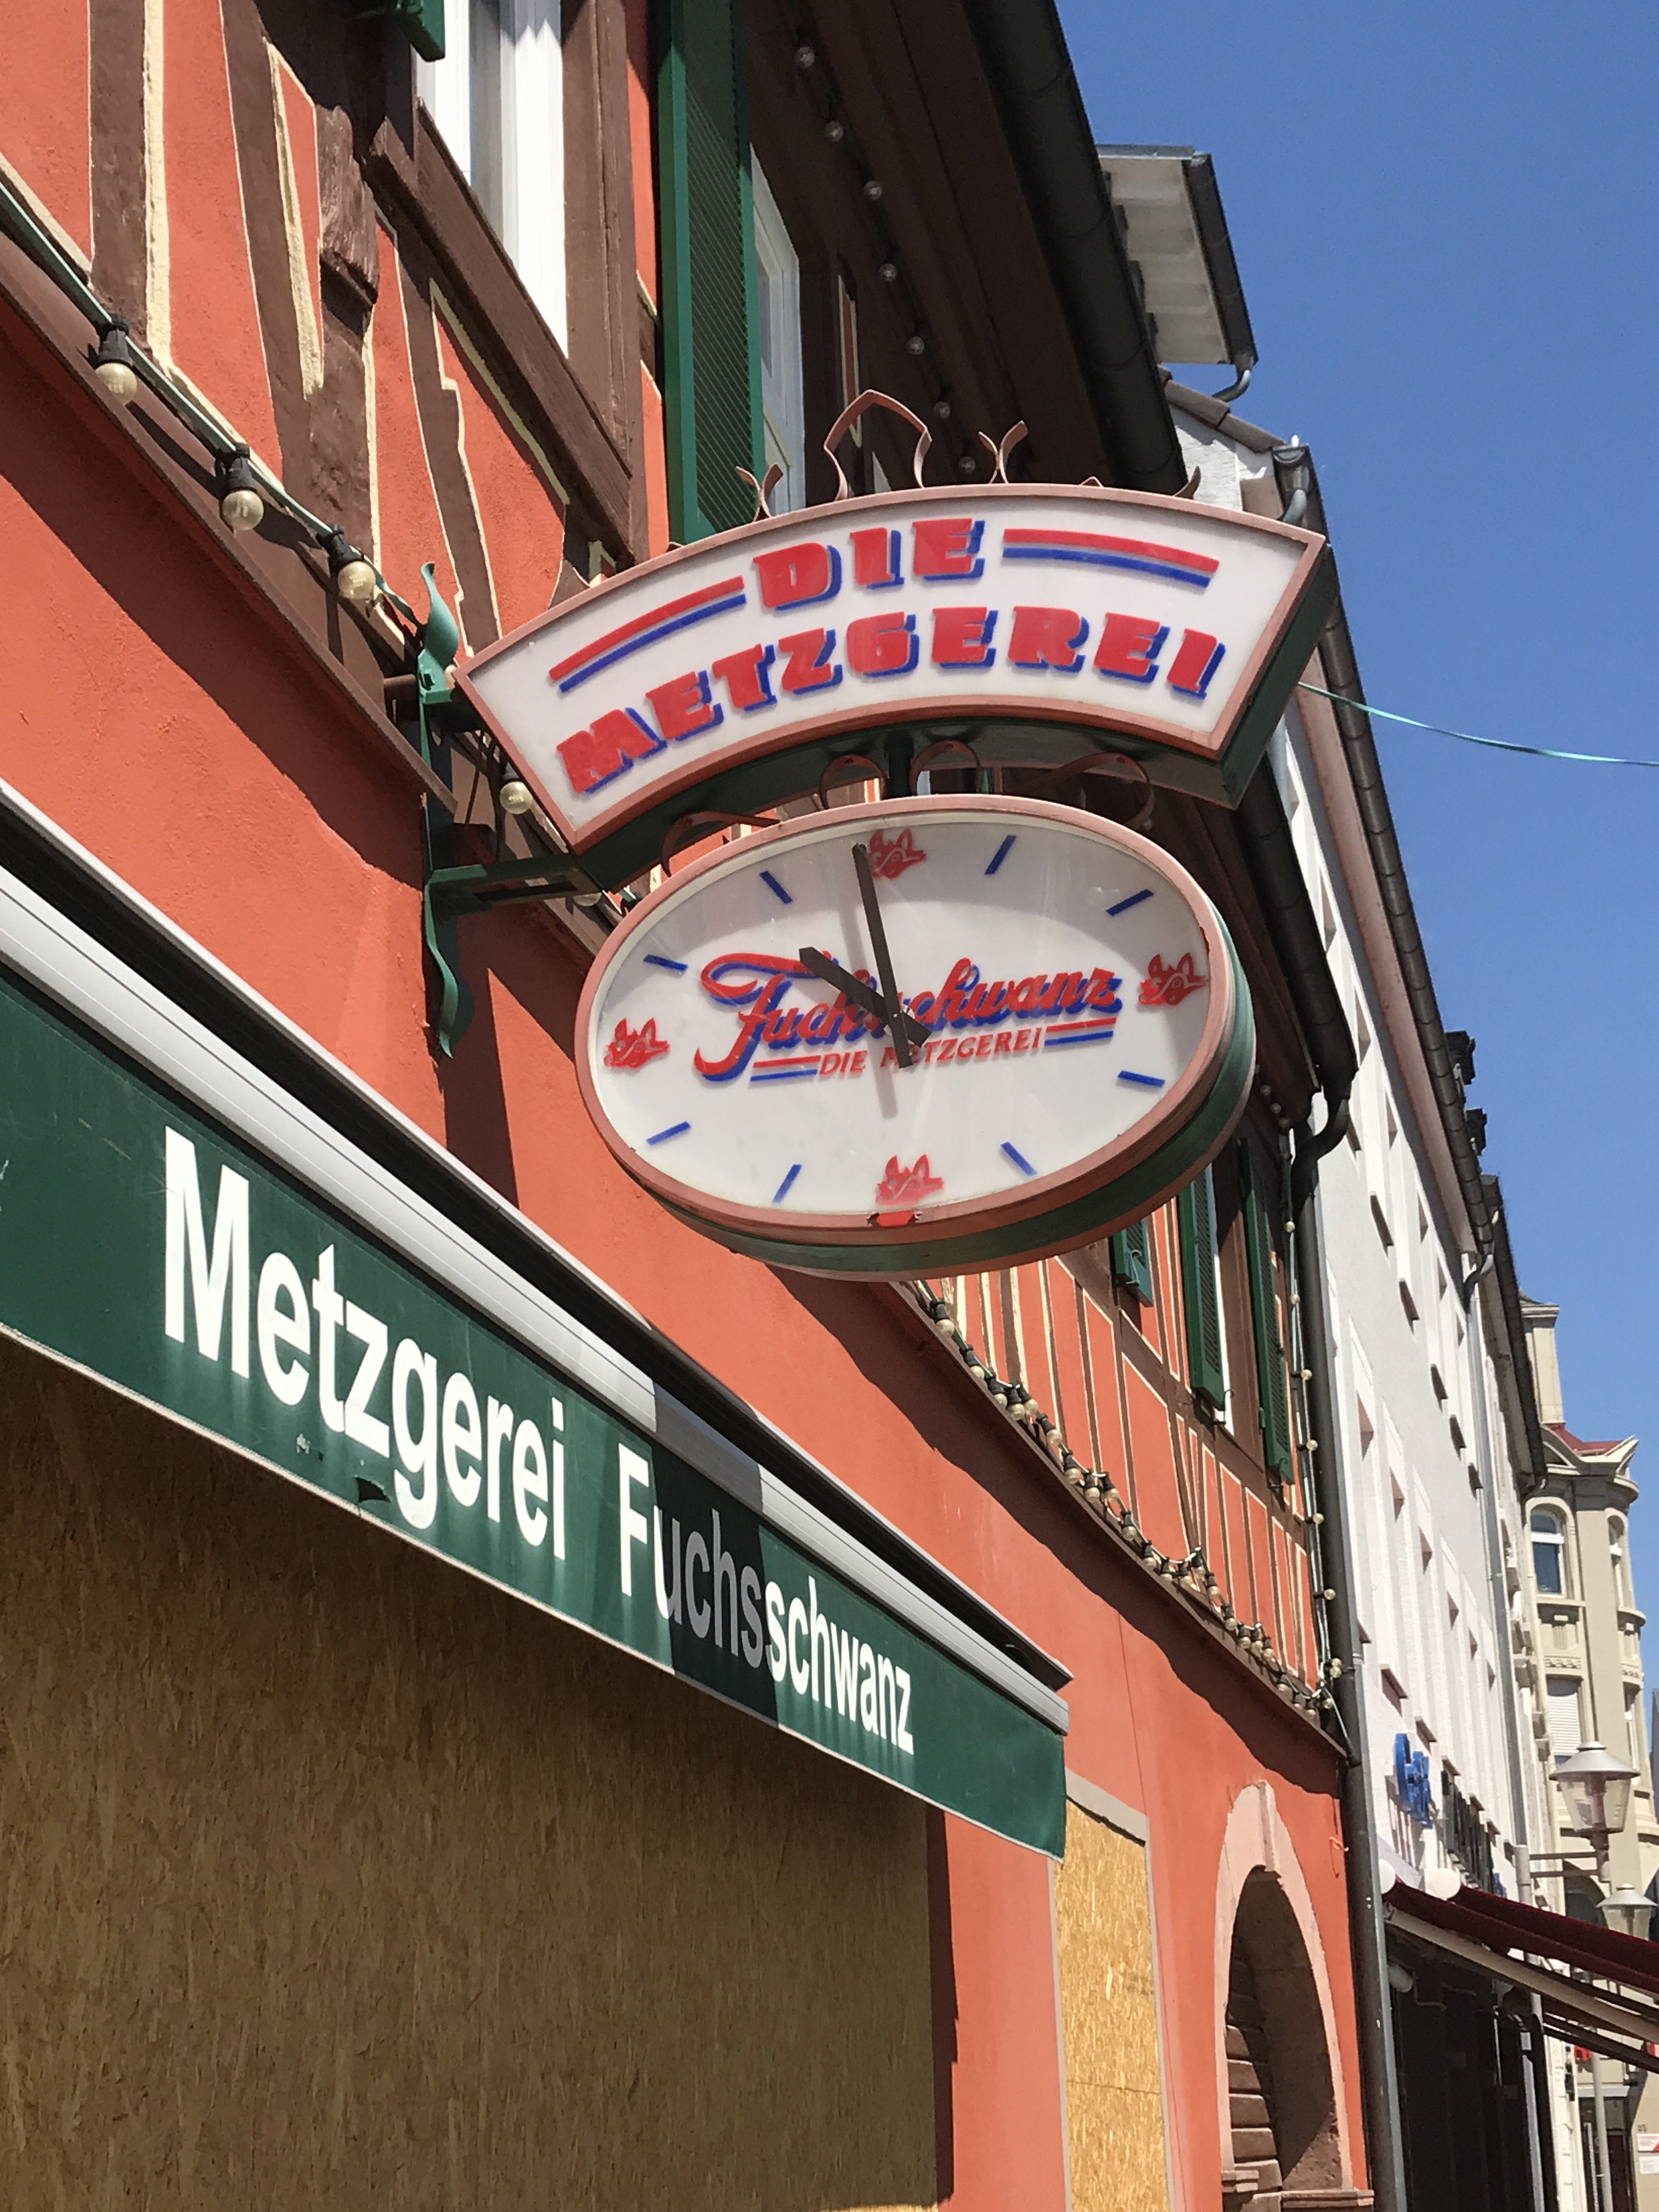 DIE
METZGEREI
Fuchsschwanz
DIE METZGEREI
Metzgerei Fuchsschwanz